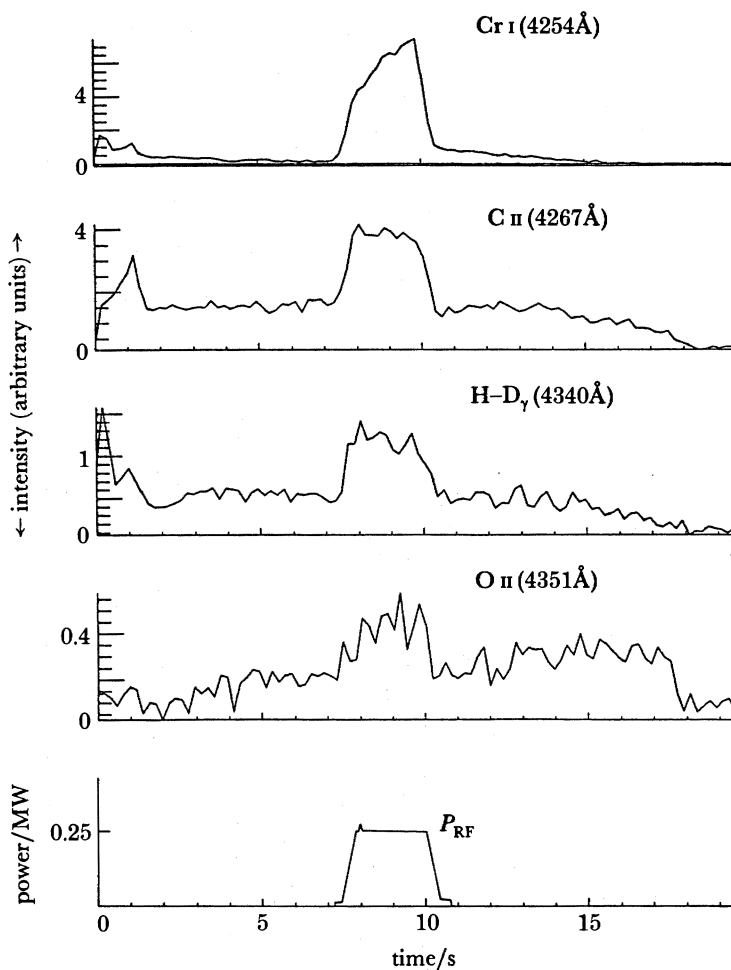 Cr I (4254Å)
4
0
C II (4267Å)
4
0
← intensity (arbitrary units) →
H–Dγ (4340Å)
1
0
O II (4351Å)
0.4
0
power/MW
0.25
P_RF
0 5 10 15
time/s